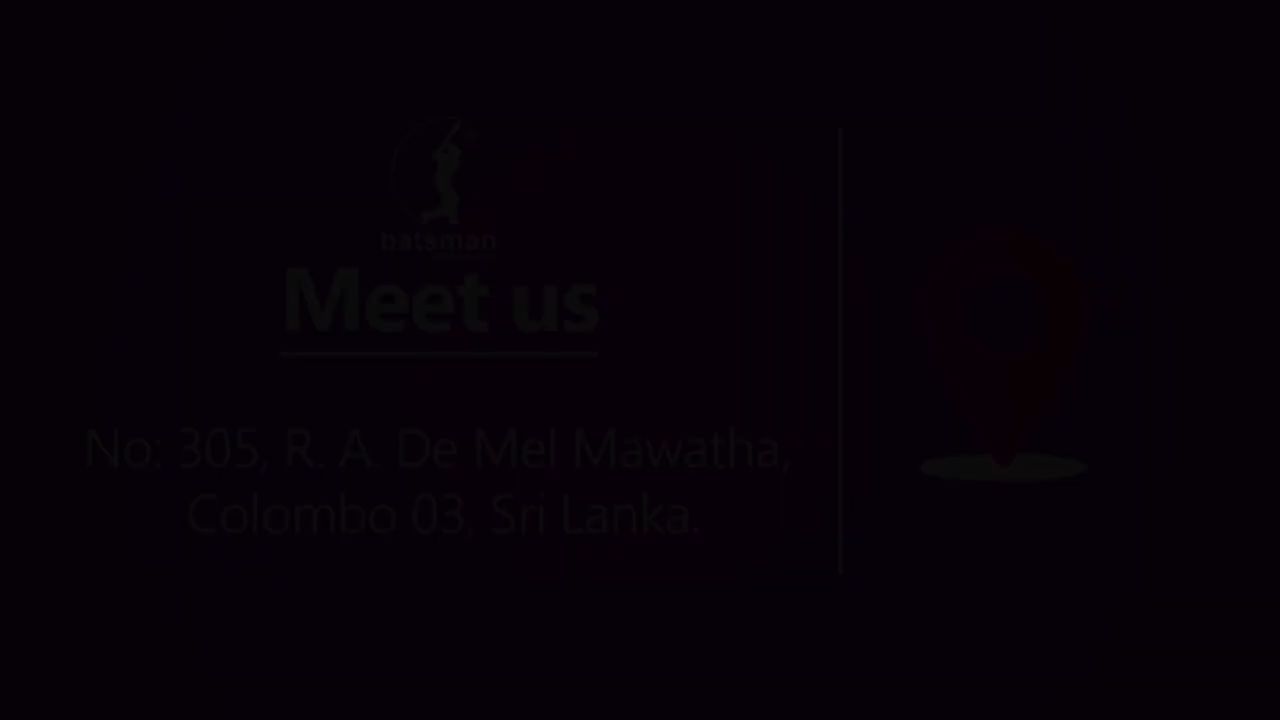 batsman
Meet us
No: 305, R. A. De Mel Mawatha,
Colombo 03, Sri Lanka.